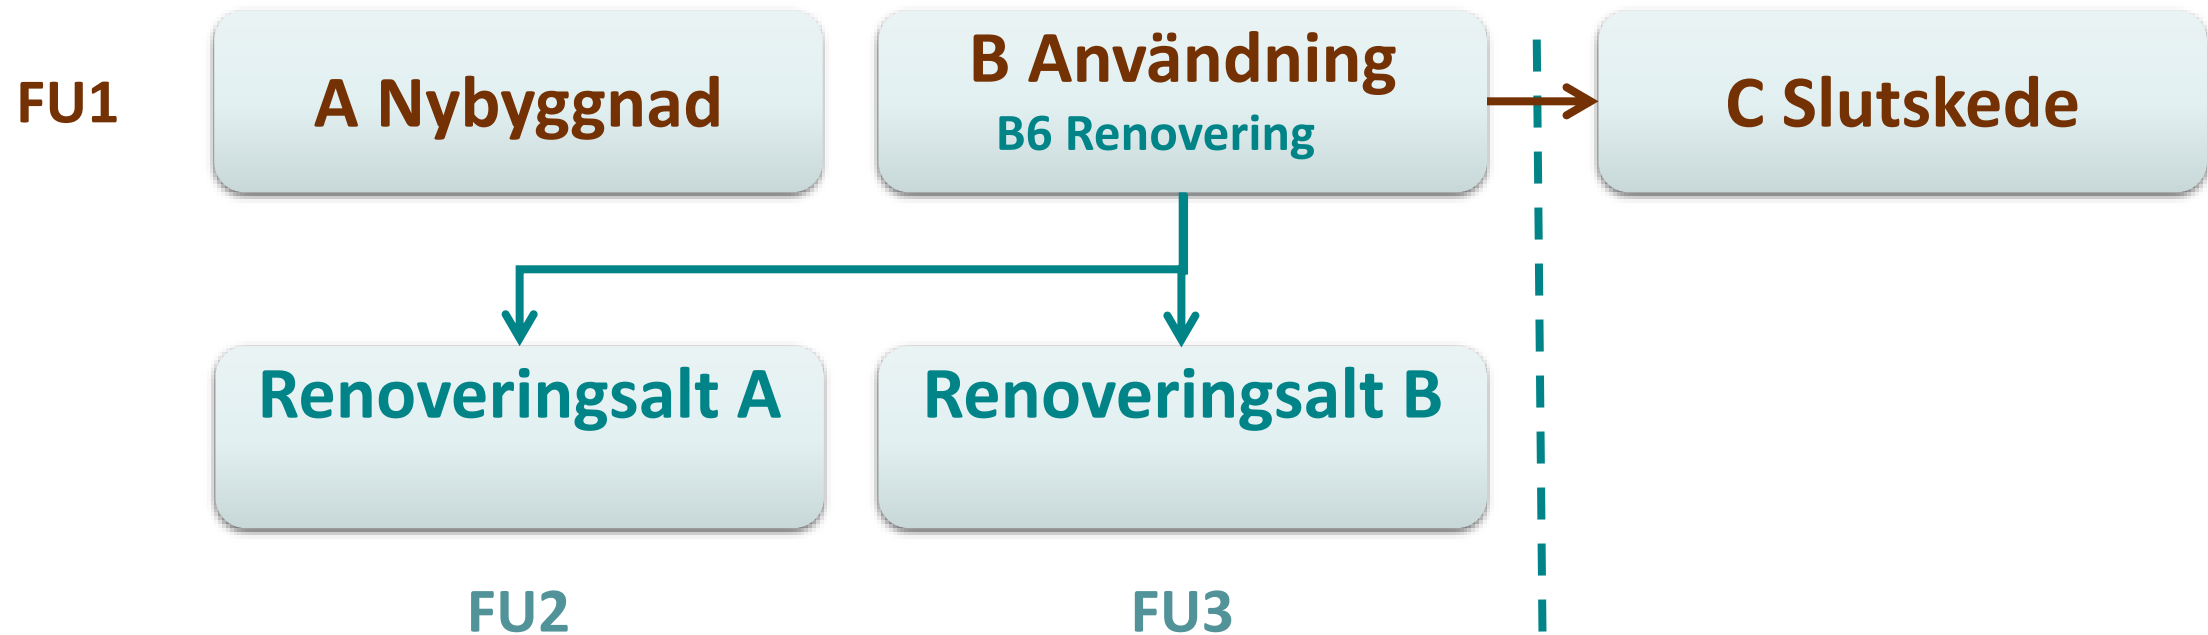 FU1
A Nybyggnad
B Användning
B6 Renovering
C Slutskede
Renoveringsalt A
Renoveringsalt B
FU2
FU3